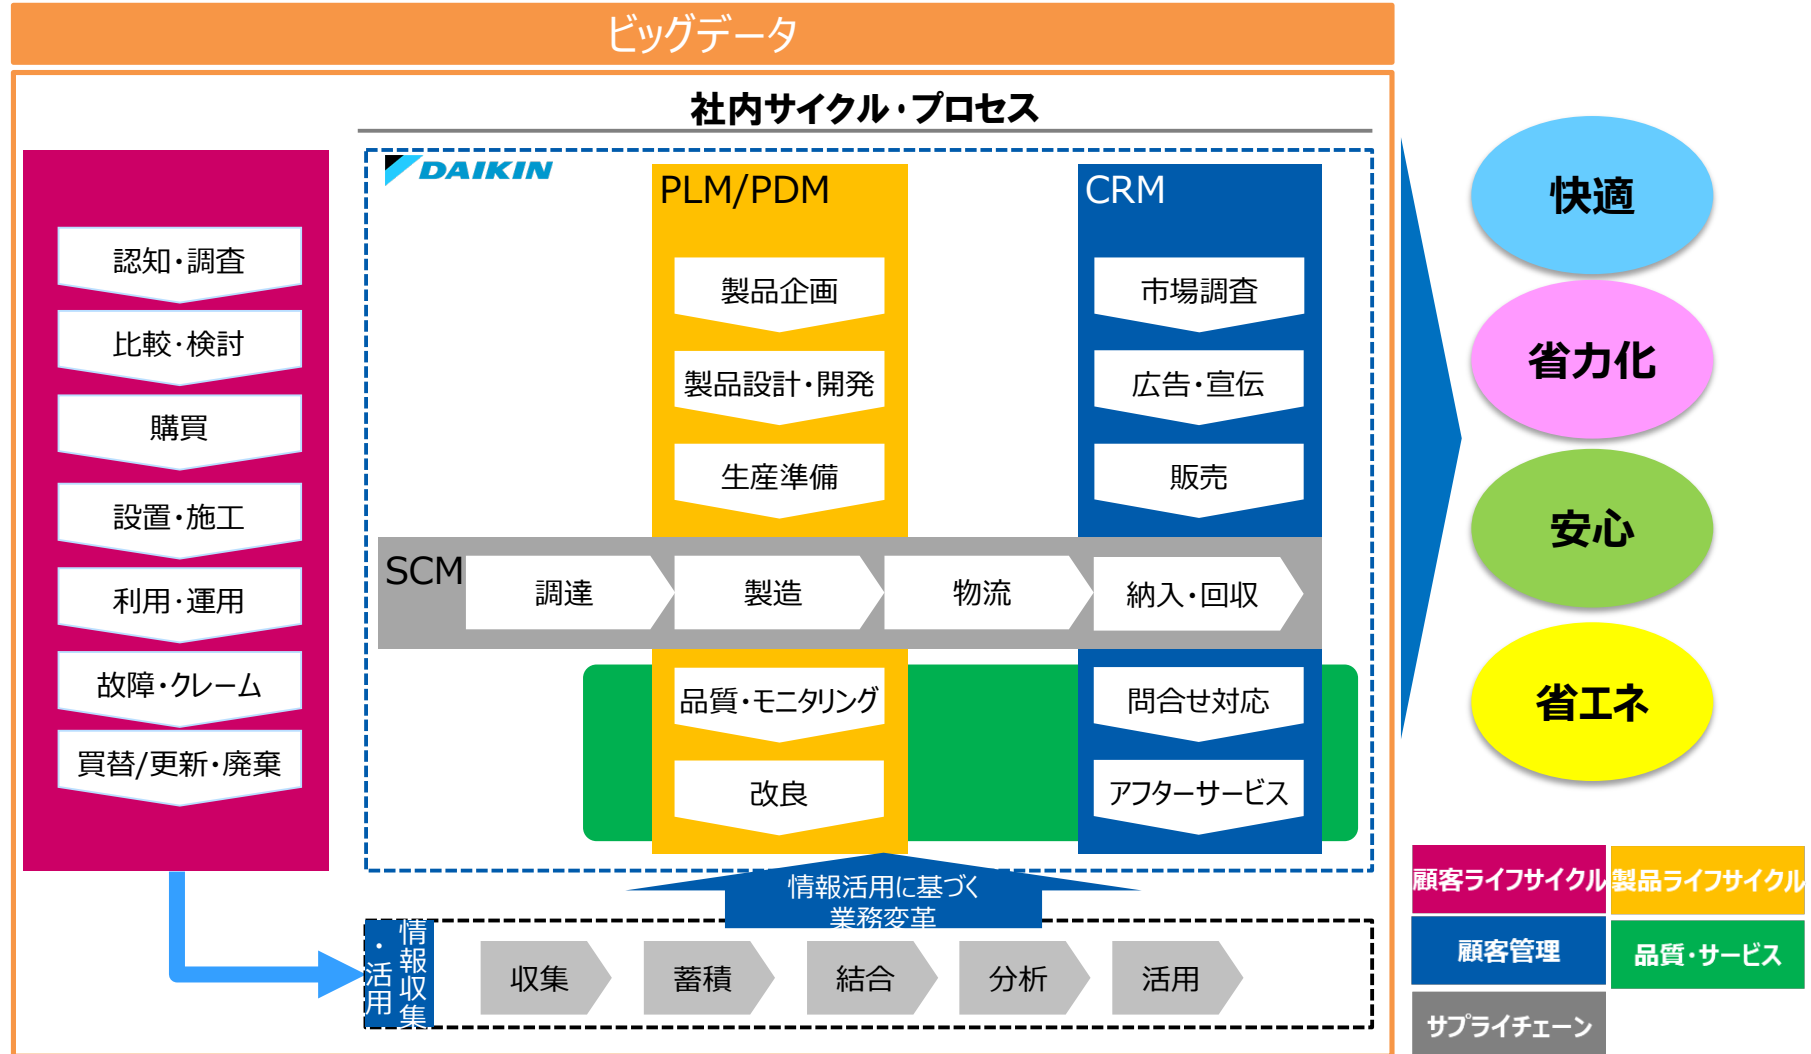 ビッグデータ
社内サイクル・プロセス
認知・調査
比較・検討
購買
設置・施工
利用・運用
故障・クレーム
買替/更新・廃棄
DAIKIN
PLM/PDM
製品企画
製品設計・開発
生産準備
CRM
市場調査
広告・宣伝
販売
SCM
調達
製造
物流
納入・回収
品質・モニタリング
改良
問合せ対応
アフターサービス
情報活用に基づく
業務変革
情報収集
・活用
収集
蓄積
結合
分析
活用
快適
省力化
安心
省エネ
顧客ライフサイクル
製品ライフサイクル
顧客管理
品質・サービス
サプライチェーン